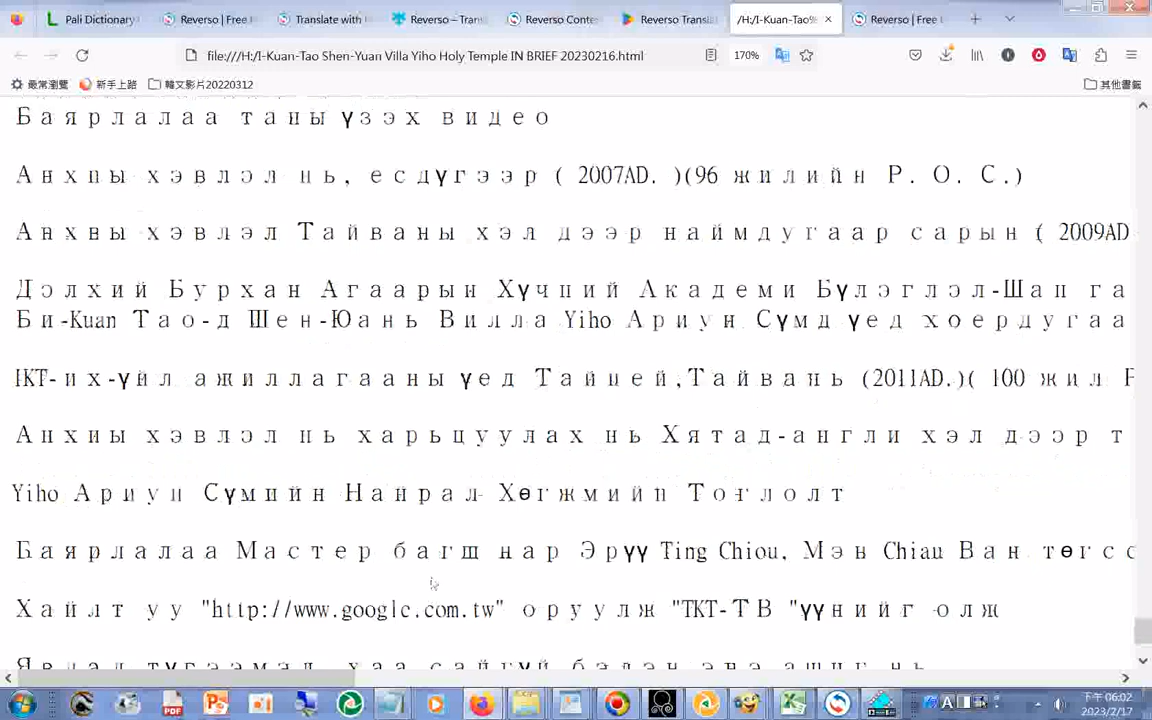 Pali Dictionary
Reverso | Free
Translate with
Reverso – Tran
Reverso Conte
Reverso Transl
/H:/I-Kuan-Tao
Reverso | Free
file:///H:/I-Kuan-Tao Shen-Yuan Villa Yiho Holy Temple IN BRIEF 20230216.html
170%
最常瀏覽 新手上路 韓文影片20220312 其他書籤
Баярлалаа таны үзэх видео
Анхны хэвлэл нь, есдүгээр ( 2007AD. )(96 жилийн Р. О. С.)
Анхны хэвлэл Тайваны хэл дээр наймдугаар сарын ( 2009AD
Дэлхий Бурхан Агаарын Хүчний Академи Бүлэглэл-Шан га
Би-Kuan Тао-д Шен-Юань Вилла Yiho Ариун Сүмд үед хоердугаа
IKT-их-үйл ажиллагааны үед Тайпей,Тайвань (2011AD.)( 100 жил
Анхны хэвлэл нь харьцуулах нь Хятад-англи хэл дээр т
Yiho Ариун Сүмийн Найрал Хөгжмийн Тоглолт
Баярлалаа Мастер багш нар Эрүү Ting Chiou, Мэн Chiau Ван төгсс
Хайлт уу "http://www.google.com.tw" оруулж "TKT-ТВ "үүнийг олж
下午 06:02
2023/2/17